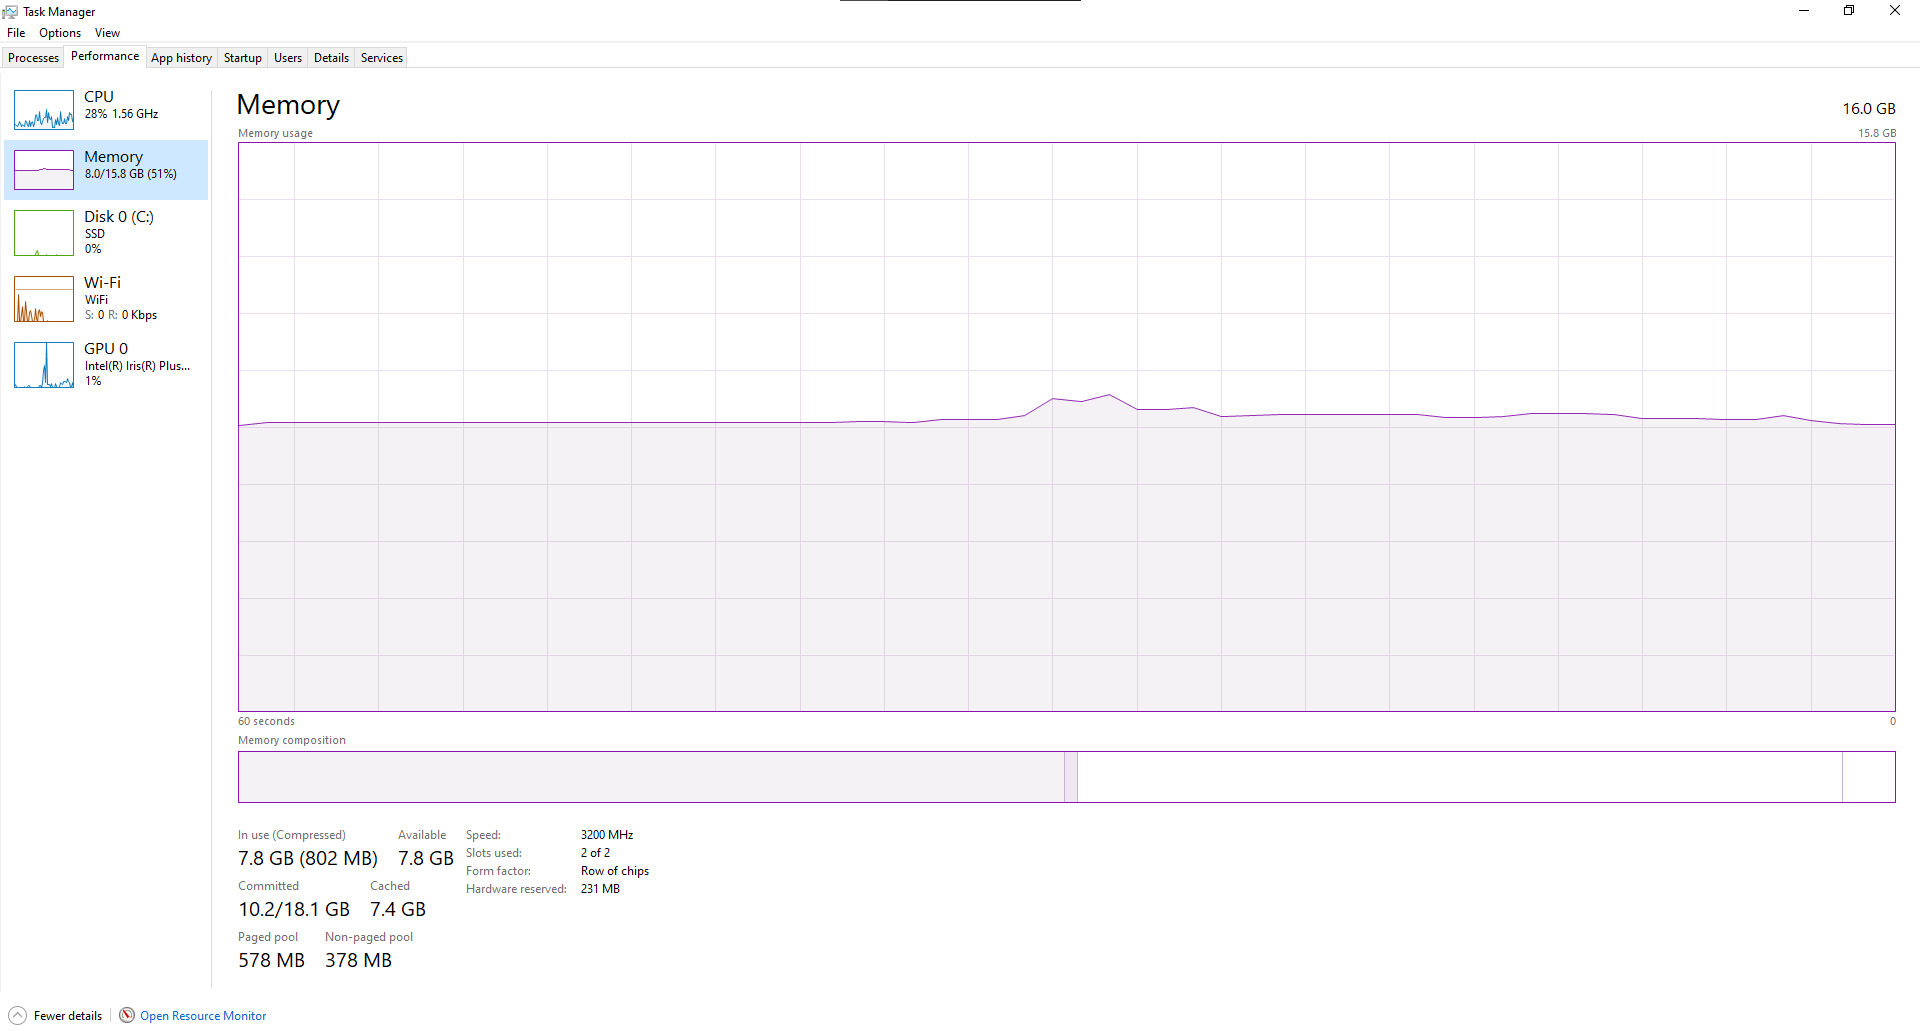 Task Manager
File Options View
Processes Performance App history Startup Users Details Services
CPU
28% 1.56 GHz
Memory
8.0/15.8 GB (51%)
Disk 0 (C:)
SSD
0%
Wi-Fi
WiFi
S: 0 R: 0 Kbps
GPU 0
Intel(R) Iris(R) Plus...
1%
Memory 16.0 GB
Memory usage 15.8 GB
60 seconds 0
Memory composition
In use (Compressed) Available
7.8 GB (802 MB) 7.8 GB
Committed Cached
10.2/18.1 GB 7.4 GB
Paged pool Non-paged pool
578 MB 378 MB
Speed: 3200 MHz
Slots used: 2 of 2
Form factor: Row of chips
Hardware reserved: 231 MB
Fewer details Open Resource Monitor